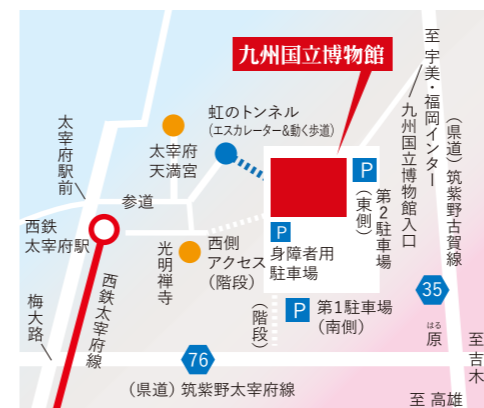 九州国立博物館
至 宇美・福岡インター
九州国立博物館入口
(県道) 筑紫野古賀線
虹のトンネル
(エスカレーター&動く歩道)
太宰府
天満宮
太宰府
駅前
参道
西鉄
太宰府駅
西鉄太宰府線
光明禅寺
西側
アクセス
(階段)
P
第2駐車場
(東側)
P
身障者用
駐車場
P
第1駐車場
(南側)
(階段)
梅大路
76
(県道) 筑紫野太宰府線
35
はる
原
至 吉木
至 高雄